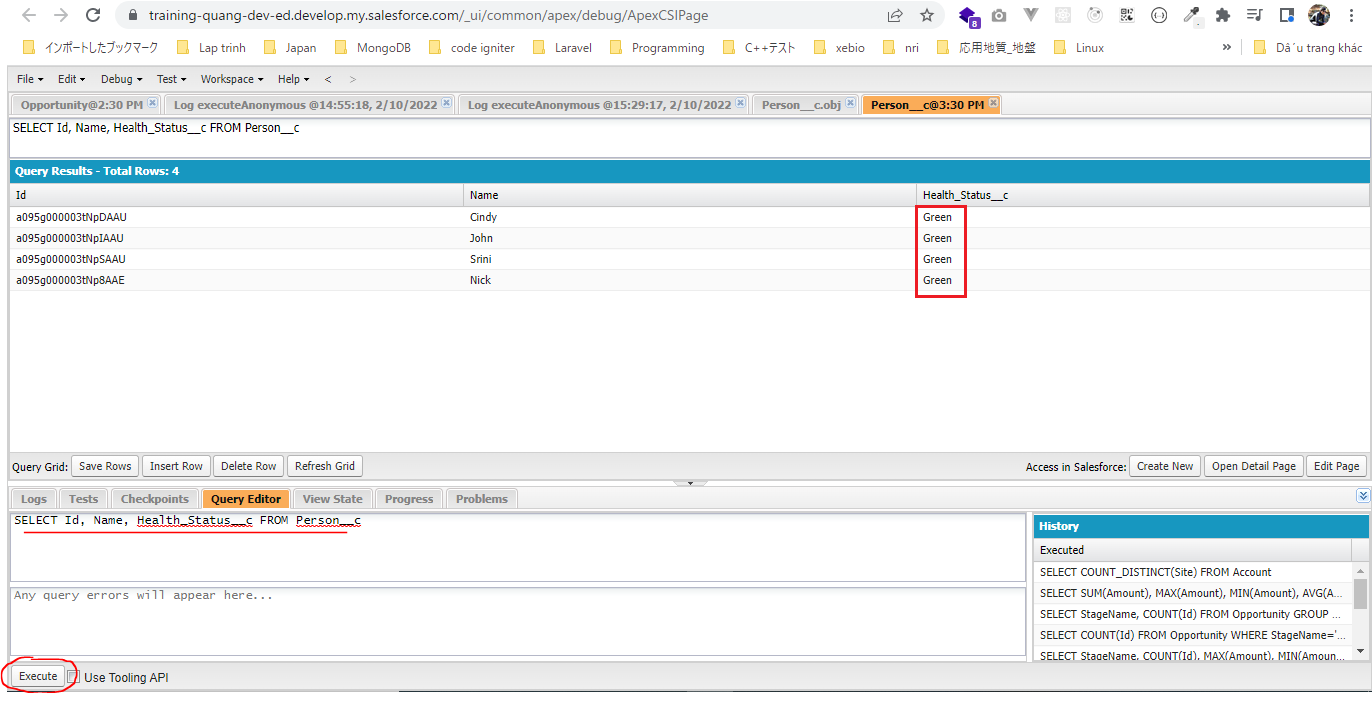 training-quang-dev-ed.develop.my.salesforce.com/_ui/common/apex/debug/ApexCSIPage
8
インポートしたブックマーク Lap trinh Japan MongoDB code igniter Laravel Programming C++テスト xebio nri 応用地質_地盤 Linux » Dấu trang khác
File Edit Debug Test Workspace Help < >
Opportunity@2:30 PM Log executeAnonymous @14:55:18, 2/10/2022 Log executeAnonymous @15:29:17, 2/10/2022 Person__c.obj Person__c@3:30 PM
SELECT Id, Name, Health_Status__c FROM Person__c
Query Results - Total Rows: 4
Id Name Health_Status__c
a095g000003tNpDAAU Cindy Green
a095g000003tNpIAAU John Green
a095g000003tNpSAAU Srini Green
a095g000003tNp8AAE Nick Green
Query Grid: Save Rows Insert Row Delete Row Refresh Grid Access in Salesforce: Create New Open Detail Page Edit Page
Logs Tests Checkpoints Query Editor View State Progress Problems
SELECT Id, Name, Health_Status__c FROM Person__c
Any query errors will appear here...
History
Executed
SELECT COUNT_DISTINCT(Site) FROM Account
SELECT SUM(Amount), MAX(Amount), MIN(Amount), AVG(A...
SELECT StageName, COUNT(Id) FROM Opportunity GROUP ...
SELECT COUNT(Id) FROM Opportunity WHERE StageName='...
SELECT StageName, COUNT(Id), MAX(Amount), MIN(Amoun...
Execute Use Tooling API